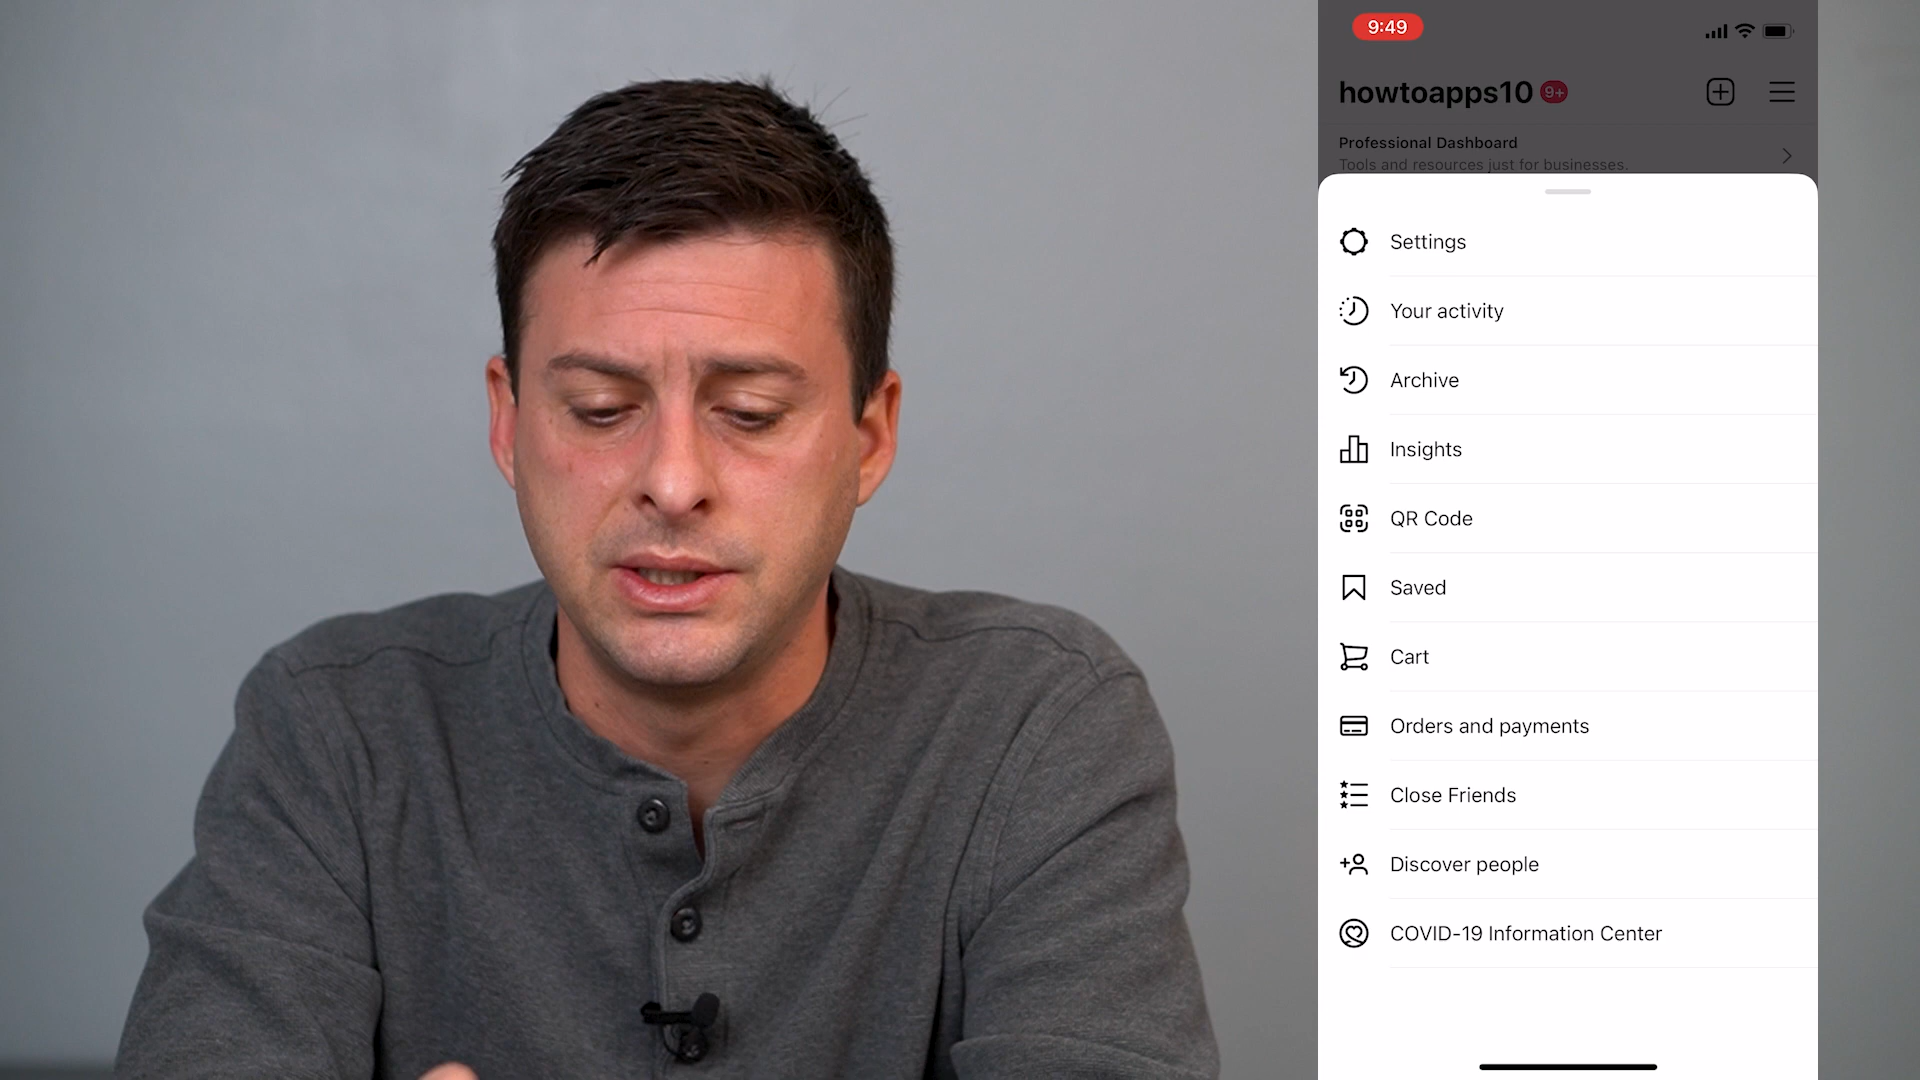 9:49
howtoapps10 9+
Professional Dashboard
Tools and resources just for businesses.
Settings
Your activity
Archive
Insights
QR Code
Saved
Cart
Orders and payments
Close Friends
Discover people
COVID-19 Information Center